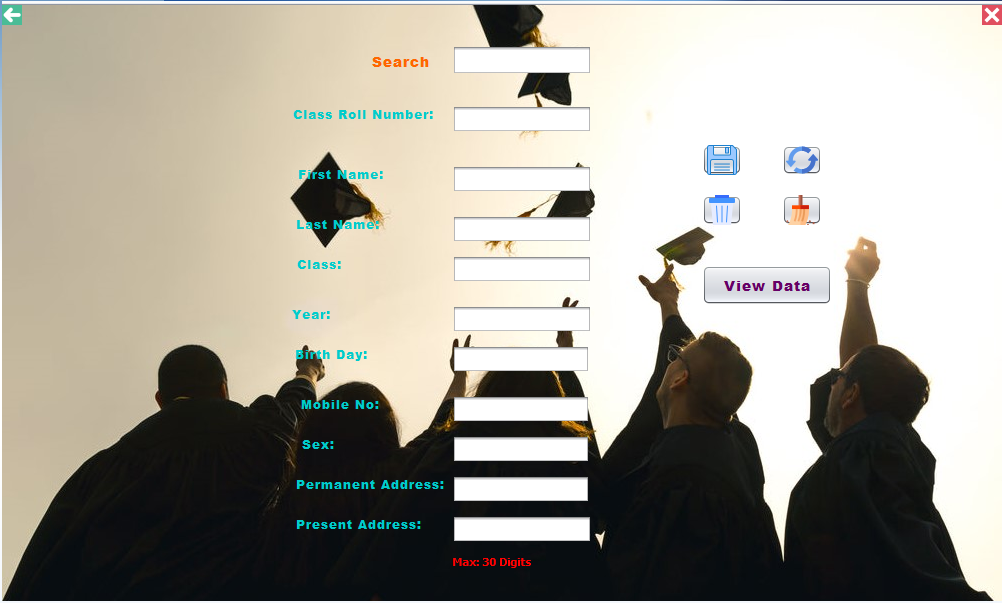 Search
Class Roll Number:
First Name:
Last Name:
Class:
View Data
Year:
Birth Day:
Mobile No:
Sex:
Permanent Address:
Present Address:
Max: 30 Digits